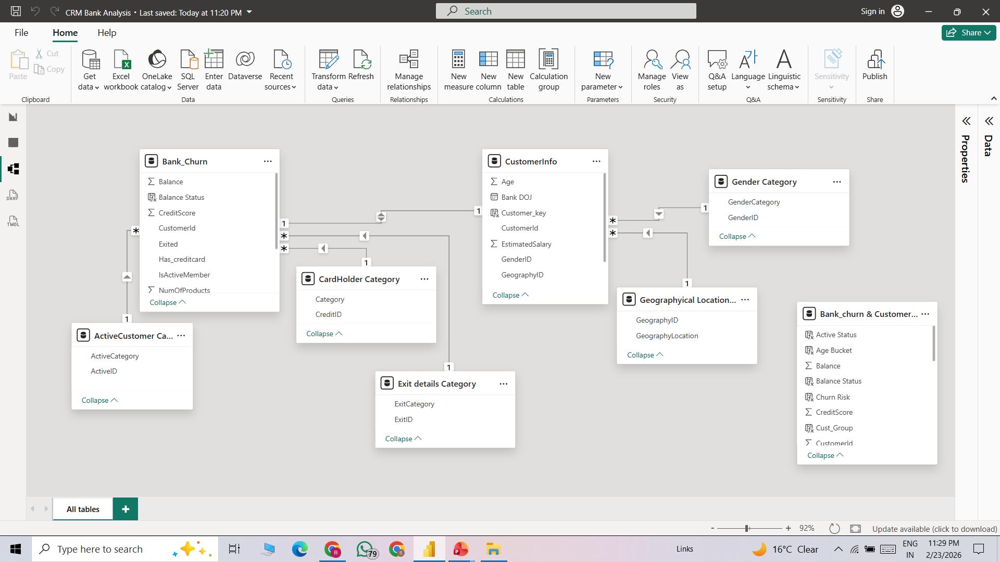 CRM Bank Analysis • Last saved: Today at 11:20 PM
Search
Sign in
File
Home
Help
Share
Paste
Cut
Copy
Clipboard
Get data
Excel workbook
OneLake catalog
SQL Server
Enter data
Dataverse
Recent sources
Data
Transform data
Refresh
Queries
Manage relationships
Relationships
New measure
New column
New table
Calculation group
Calculations
New parameter
Parameters
Manage roles
View as
Security
Q&A setup
Language
Linguistic schema
Q&A
Sensitivity
Sensitivity
Publish
Share
DAX
TMDL
Bank_Churn
Balance
Balance Status
CreditScore
CustomerId
Exited
Has_creditcard
IsActiveMember
NumOfProducts
Collapse
CustomerInfo
Age
Bank DOJ
Customer_key
CustomerId
EstimatedSalary
GenderID
GeographyID
Collapse
Gender Category
GenderCategory
GenderID
Collapse
CardHolder Category
Category
CreditID
Collapse
Geographyical Location...
GeographyID
GeographyLocation
Collapse
ActiveCustomer Ca...
ActiveCategory
ActiveID
Collapse
Exit details Category
ExitCategory
ExitID
Collapse
Bank_churn & Customer...
Active Status
Age Bucket
Balance
Balance Status
Churn Risk
CreditScore
Cust_Group
CustomerId
Collapse
1
1
*
*
*
1
1
1
*
*
1
1
Properties
Data
All tables
+
- + 92%
Update available (click to download)
Type here to search
79
Links
16°C Clear
ENG
IN
11:29 PM
2/23/2026